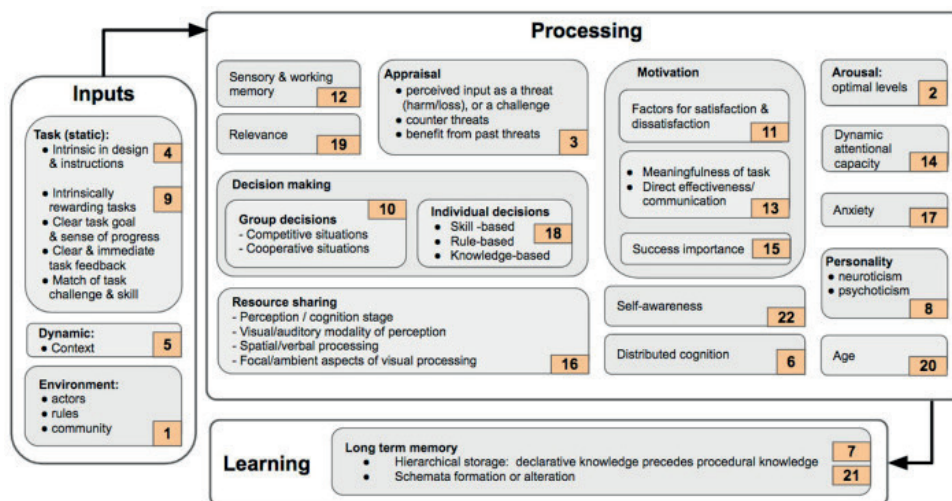 Inputs
Task (static):
● Intrinsic in design
& instructions
4
● Intrinsically
rewarding tasks
9
● Clear task goal
& sense of progress
● Clear & immediate
task feedback
● Match of task
challenge & skill
Dynamic:
● Context
5
Environment:
● actors
● rules
● community
1
Processing
Sensory & working
memory
12
Relevance
19
Appraisal
● perceived input as a threat
(harm/loss), or a challenge
● counter threats
● benefit from past threats
3
Decision making
Group decisions
10
- Competitive situations
- Cooperative situations
Individual decisions
● Skill -based
● Rule-based
● Knowledge-based
18
Resource sharing
- Perception / cognition stage
- Visual/auditory modality of perception
- Spatial/verbal processing
- Focal/ambient aspects of visual processing
16
Motivation
Factors for satisfaction &
dissatisfaction
11
● Meaningfulness of task
● Direct effectiveness/
communication
13
Success importance
15
Self-awareness
22
Distributed cognition
6
Arousal:
optimal levels
2
Dynamic
attentional
capacity
14
Anxiety
17
Personality
● neuroticism
● psychoticism
8
Age
20
Learning
Long term memory
7
● Hierarchical storage: declarative knowledge precedes procedural knowledge
● Schemata formation or alteration
21